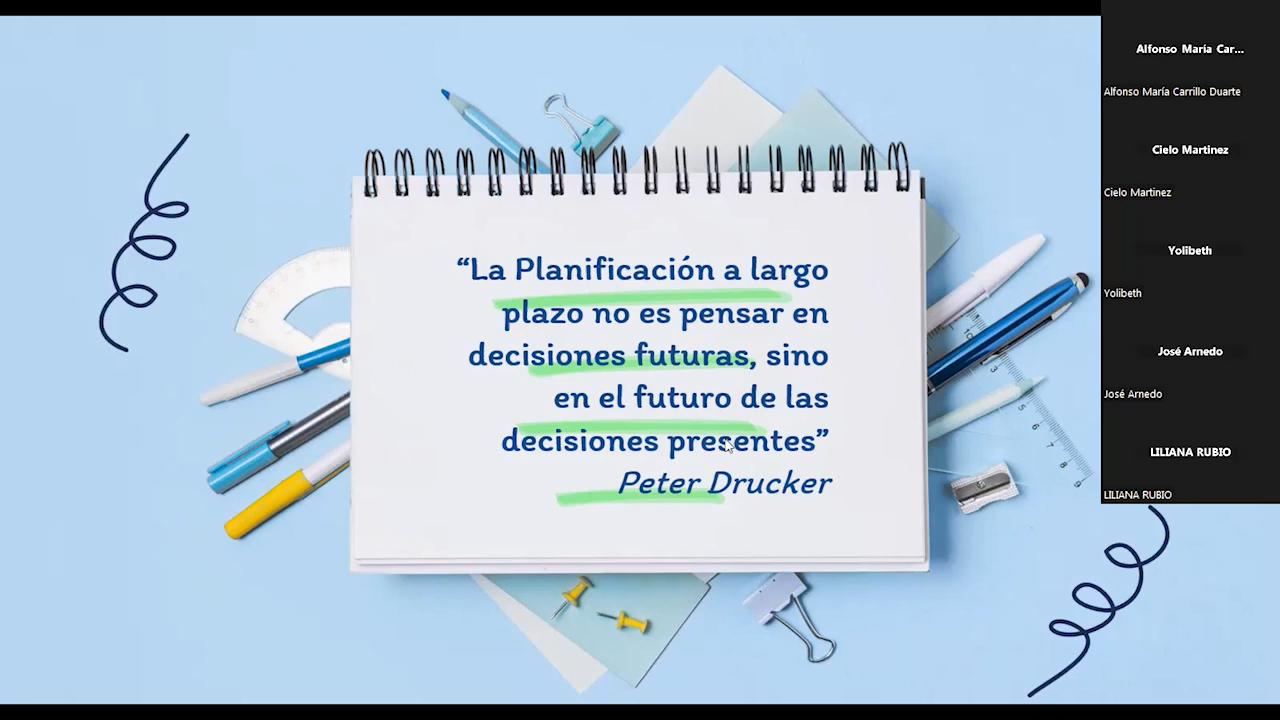 “La Planificación a largo
plazo no es pensar en
decisiones futuras, sino
en el futuro de las
decisiones presentes”
Peter Drucker
Alfonso María Car...
Alfonso María Carrillo Duarte
Cielo Martinez
Cielo Martinez
Yolibeth
Yolibeth
José Arnedo
José Arnedo
LILIANA RUBIO
LILIANA RUBIO